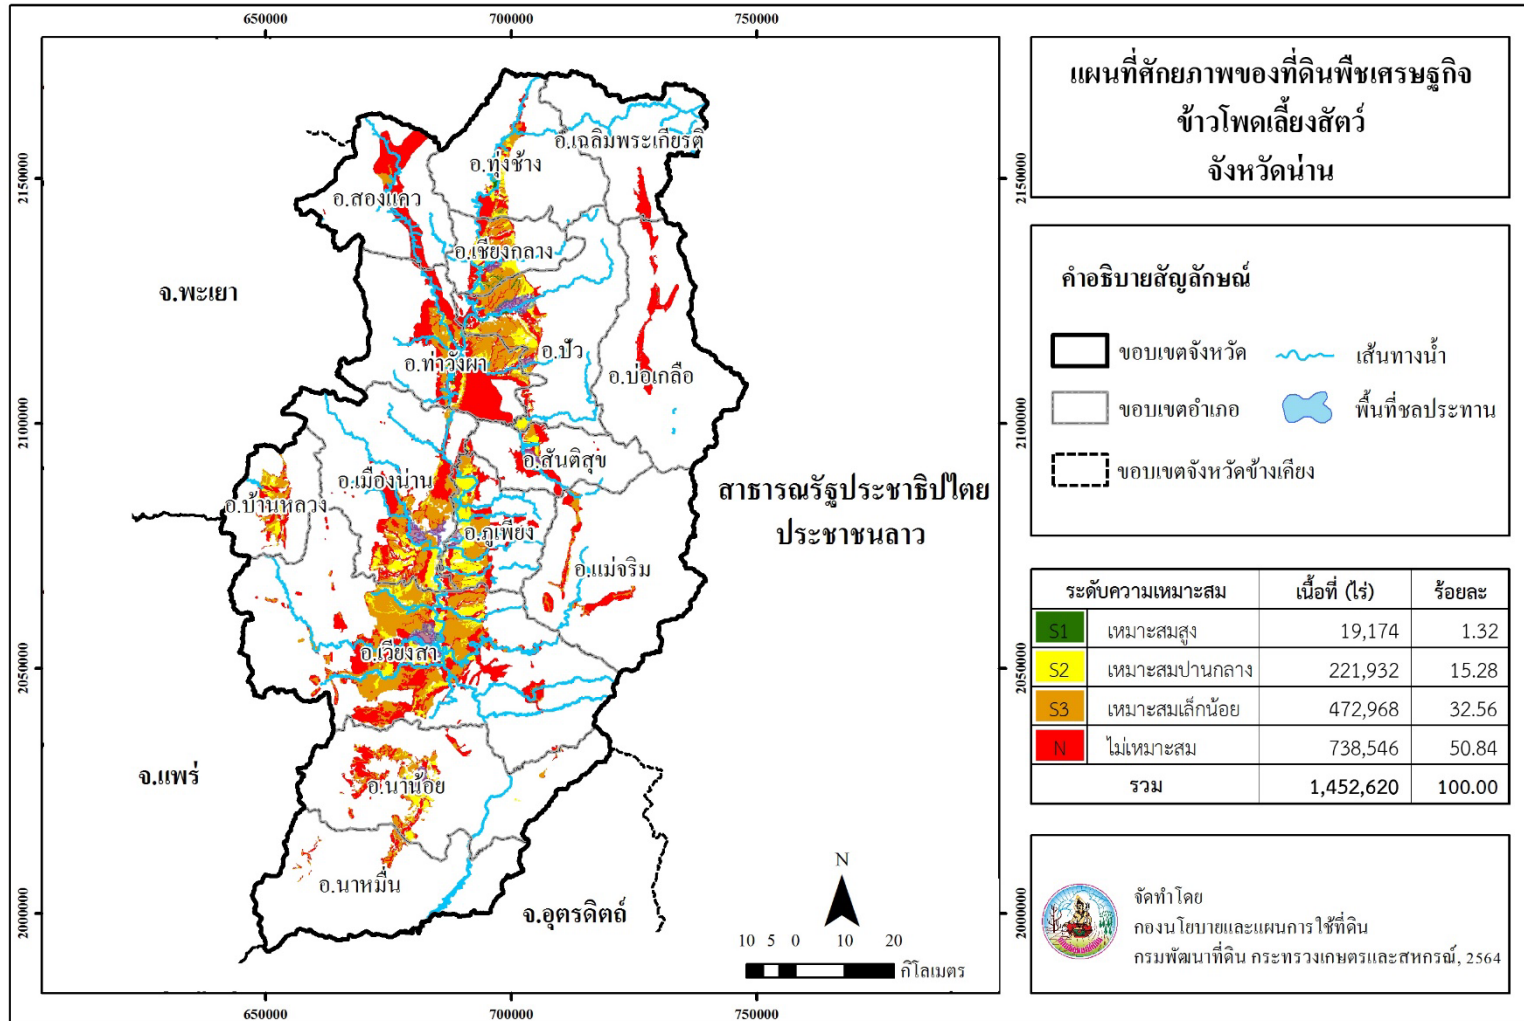 650000
700000
750000
2150000
2100000
2050000
2000000
2150000
2100000
2050000
2000000
650000
700000
750000
อ.เฉลิมพระเกียรติ
อ.ทุ่งช้าง
อ.สองแคว
อ.เชียงกลาง
จ.พะเยา
อ.ปัว
อ.ท่าวังผา
อ.บ่อเกลือ
อ.สันติสุข
อ.เมืองน่าน
อ.บ้านหลวง
สาธารณรัฐประชาธิปไตย
ประชาชนลาว
อ.ภูเพียง
อ.แม่จริม
อ.เวียงสา
จ.แพร่
อ.นาน้อย
อ.นาหมื่น
จ.อุตรดิตถ์
N
10 5 0 10 20
กิโลเมตร
แผนที่ศักยภาพของที่ดินพืชเศรษฐกิจ
ข้าวโพดเลี้ยงสัตว์
จังหวัดน่าน
คำอธิบายสัญลักษณ์
ขอบเขตจังหวัด เส้นทางน้ำ
ขอบเขตอำเภอ พื้นที่ชลประทาน
ขอบเขตจังหวัดข้างเคียง
ระดับความเหมาะสม เนื้อที่ (ไร่) ร้อยละ
S1 เหมาะสมสูง 19,174 1.32
S2 เหมาะสมปานกลาง 221,932 15.28
S3 เหมาะสมเล็กน้อย 472,968 32.56
N ไม่เหมาะสม 738,546 50.84
รวม 1,452,620 100.00
จัดทำโดย
กองนโยบายและแผนการใช้ที่ดิน
กรมพัฒนาที่ดิน กระทรวงเกษตรและสหกรณ์, 2564